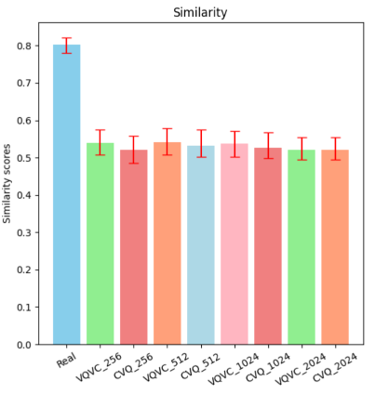 Similarity
Similarity scores
0.8
0.7
0.6
0.5
0.4
0.3
0.2
0.1
0.0
Real
VQVC_256
CVQ_256
VQVC_512
CVQ_512
VQVC_1024
CVQ_1024
VQVC_2024
CVQ_2024